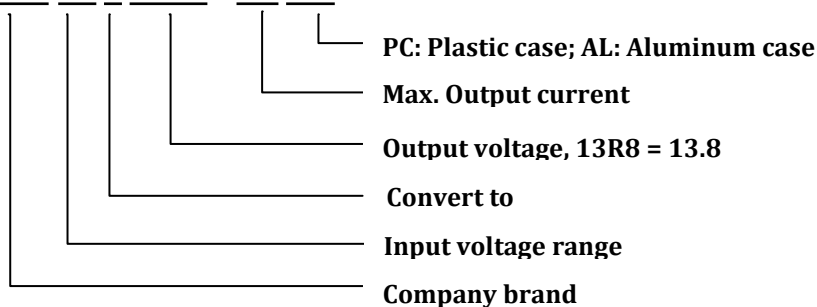 PC: Plastic case; AL: Aluminum case
Max. Output current
Output voltage, 13R8 = 13.8
Convert to
Input voltage range
Company brand